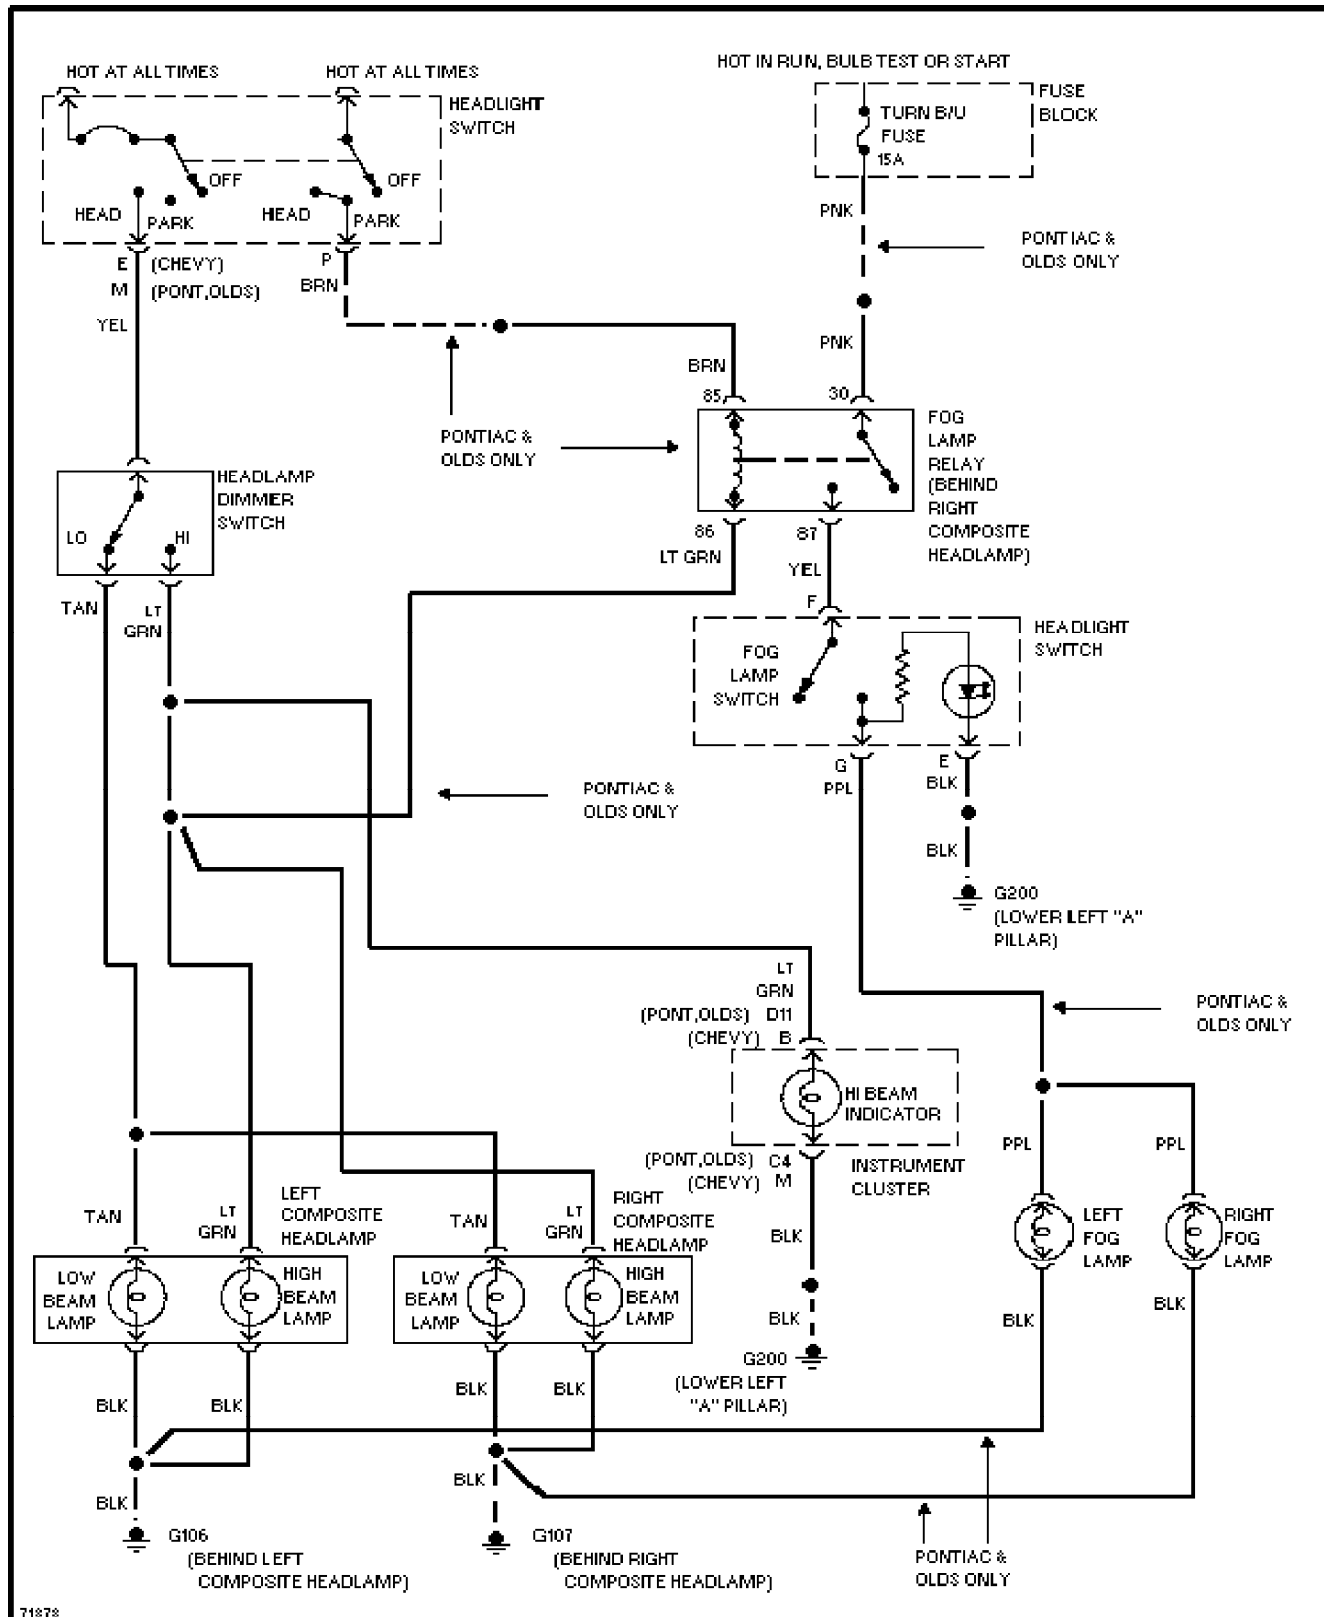 HOT AT ALL TIMES
HOT AT ALL TIMES
HOT IN RUN, BULB TEST OR START
HEADLIGHT
SWITCH
FUSE
BLOCK
TURN B/U
FUSE
15A
OFF
OFF
HEAD
PARK
HEAD
PARK
PNK
PONTIAC &
OLDS ONLY
E (CHEVY)
M (PONT,OLDS)
P
BRN
YEL
PNK
BRN
85
30
PONTIAC &
OLDS ONLY
FOG
LAMP
RELAY
(BEHIND
RIGHT
COMPOSITE
HEADLAMP)
HEADLAMP
DIMMER
SWITCH
LO
HI
86
87
LT GRN
YEL
TAN
LT
GRN
F
HEADLIGHT
SWITCH
FOG
LAMP
SWITCH
G
E
PPL
BLK
PONTIAC &
OLDS ONLY
BLK
G200
(LOWER LEFT "A"
PILLAR)
LT
GRN
(PONT,OLDS) D11
(CHEVY) B
PONTIAC &
OLDS ONLY
HI BEAM
INDICATOR
(PONT,OLDS) C4
(CHEVY) M
INSTRUMENT
CLUSTER
PPL
PPL
TAN
LT
GRN
LEFT
COMPOSITE
HEADLAMP
TAN
LT
GRN
RIGHT
COMPOSITE
HEADLAMP
BLK
LEFT
FOG
LAMP
RIGHT
FOG
LAMP
LOW
BEAM
LAMP
HIGH
BEAM
LAMP
LOW
BEAM
LAMP
HIGH
BEAM
LAMP
BLK
BLK
BLK
G200
(LOWER LEFT
"A" PILLAR)
BLK
BLK
BLK
BLK
BLK
BLK
G106
(BEHIND LEFT
COMPOSITE HEADLAMP)
G107
(BEHIND RIGHT
COMPOSITE HEADLAMP)
PONTIAC &
OLDS ONLY